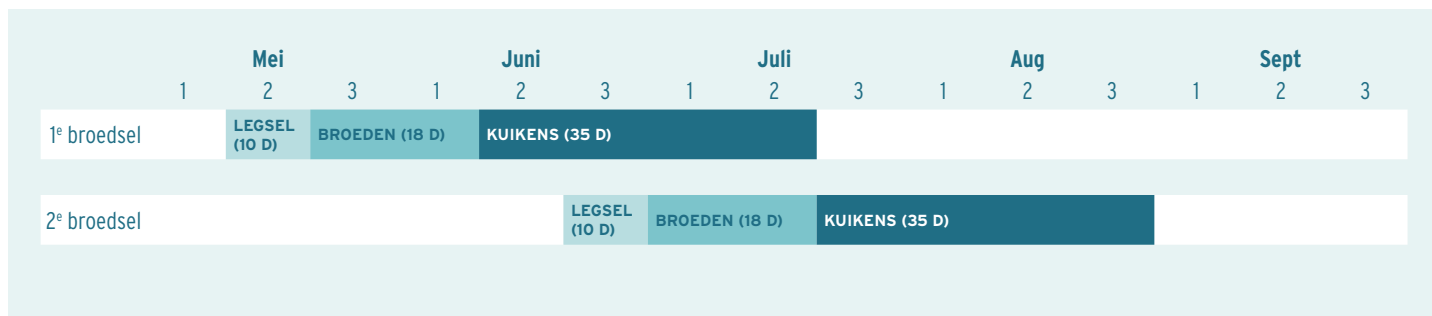 Mei Juni Juli Aug Sept
1 2 3 1 2 3 1 2 3 1 2 3 1 2 3
1e broedsel
LEGSEL
(10 D)
BROEDEN (18 D)
KUIKENS (35 D)
2e broedsel
LEGSEL
(10 D)
BROEDEN (18 D)
KUIKENS (35 D)